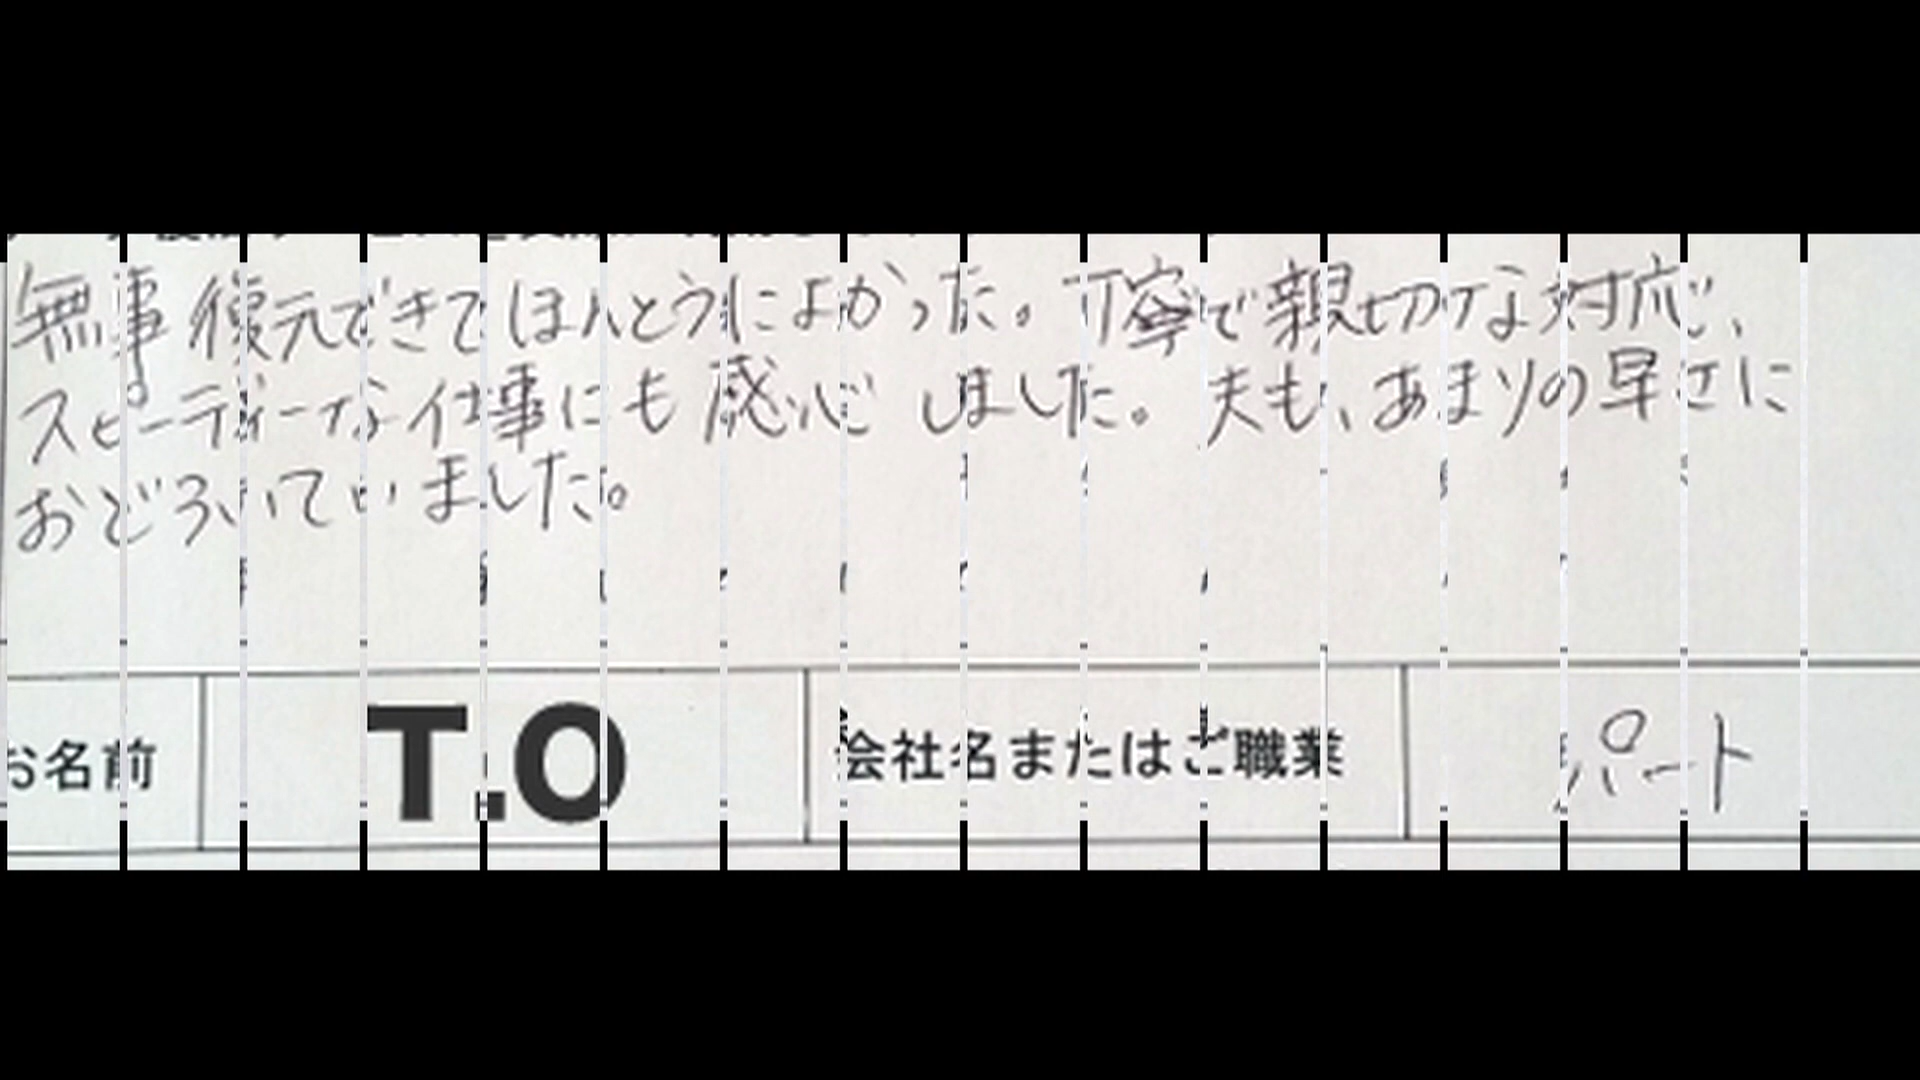 無事復元できてほんとうによかった。丁寧で親切な対応、
スピーディーな仕事にも感心しました。夫も、あまりの早さに
おどろいていました。
お名前 T.O 会社名またはご職業 パート